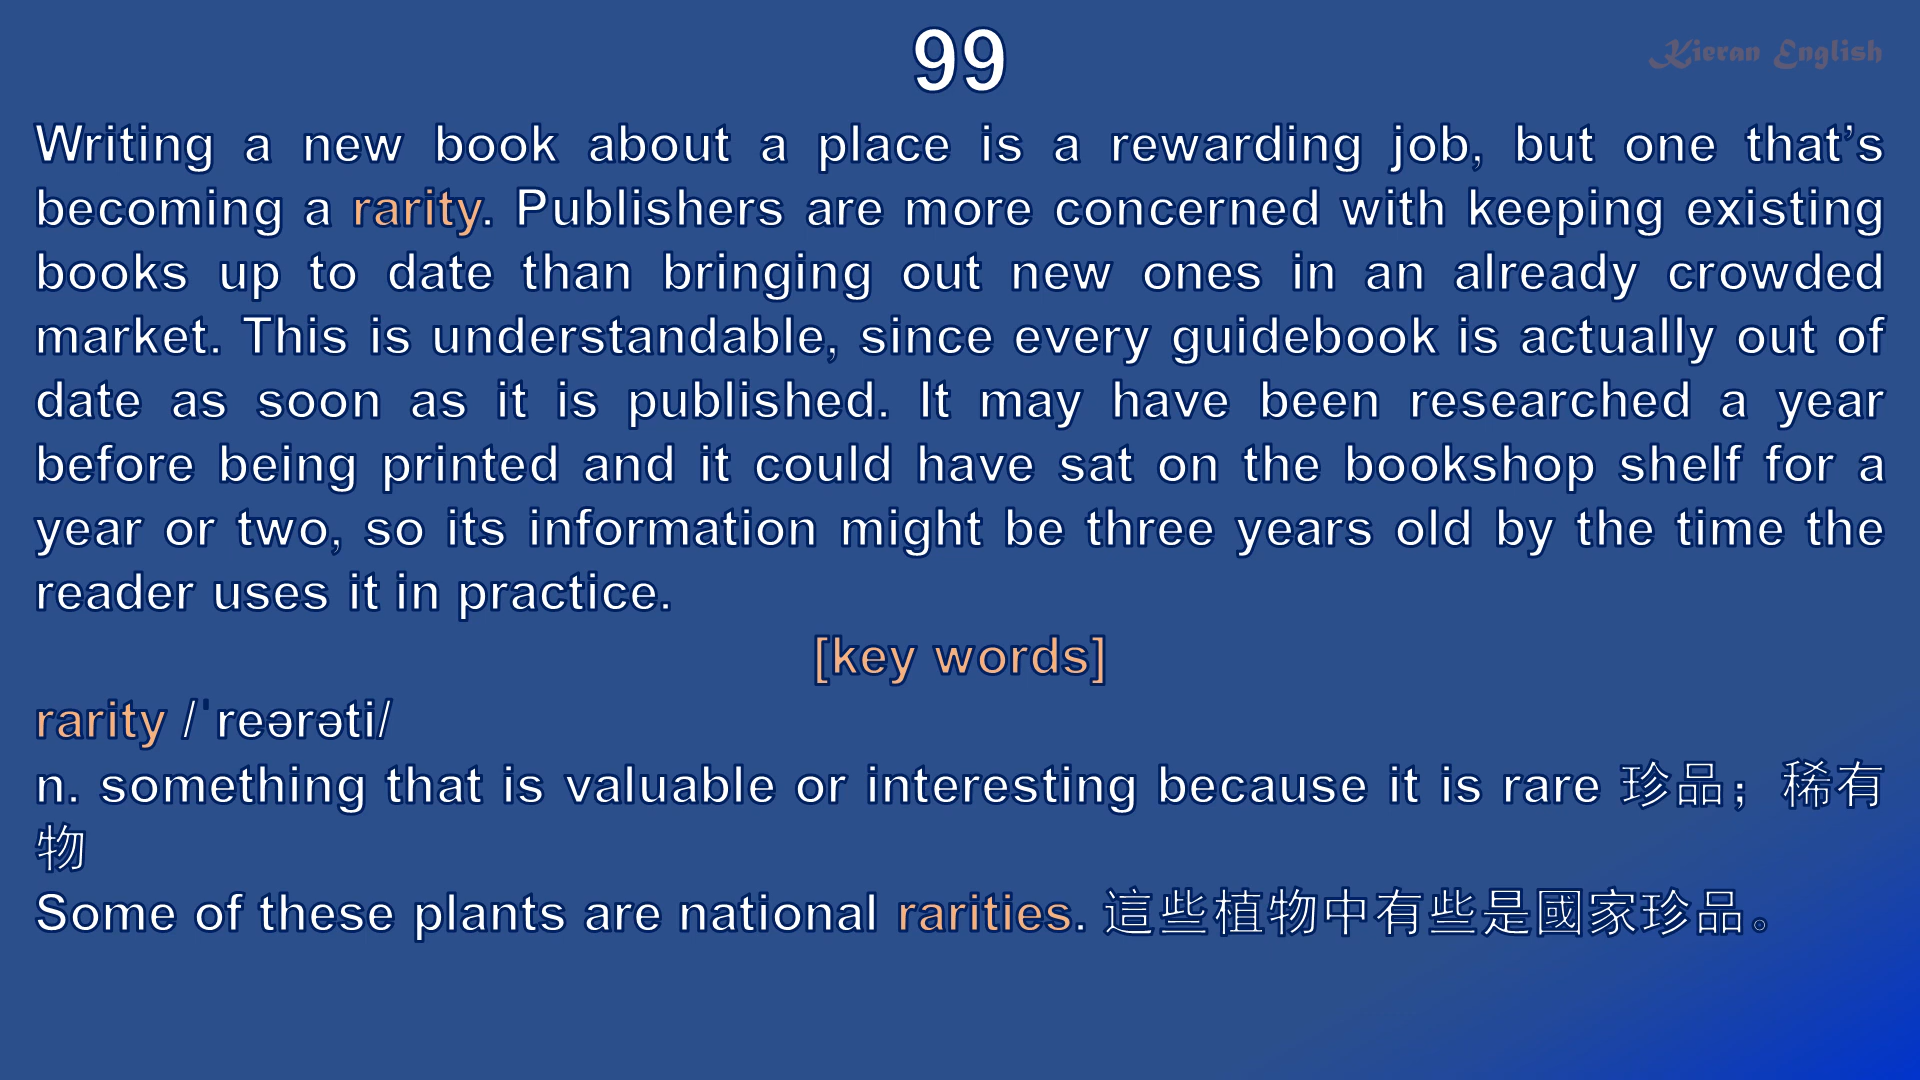 99
Kieran English
Writing a new book about a place is a rewarding job, but one that’s
becoming a rarity. Publishers are more concerned with keeping existing
books up to date than bringing out new ones in an already crowded
market. This is understandable, since every guidebook is actually out of
date as soon as it is published. It may have been researched a year
before being printed and it could have sat on the bookshop shelf for a
year or two, so its information might be three years old by the time the
reader uses it in practice.
[key words]
rarity /ˈreərəti/
n. something that is valuable or interesting because it is rare 珍品；稀有
物
Some of these plants are national rarities. 這些植物中有些是國家珍品。